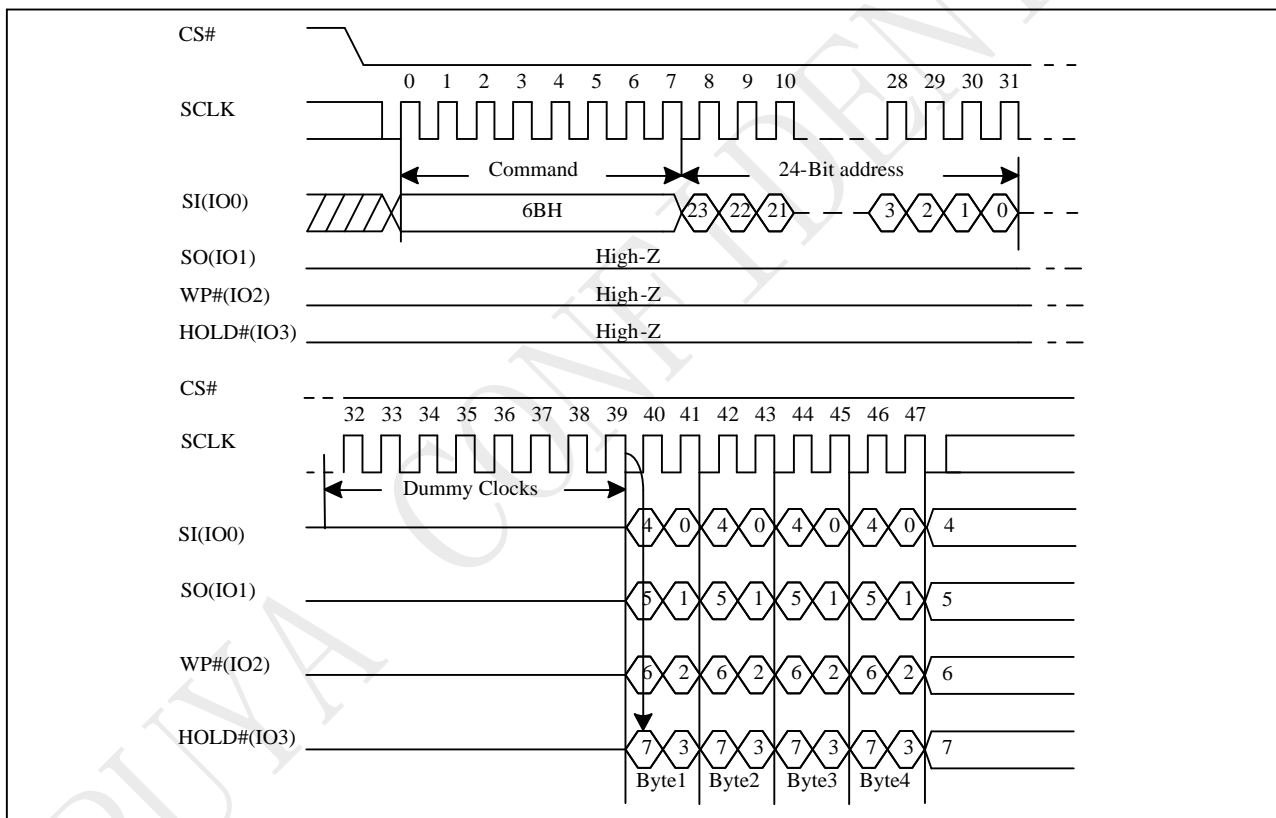 CS#
0 1 2 3 4 5 6 7 8 9 10 28 29 30 31
SCLK
Command 24-Bit address
SI(IO0) 6BH 23 22 21 3 2 1 0
SO(IO1) High-Z
WP#(IO2) High-Z
HOLD#(IO3) High-Z
CS#
32 33 34 35 36 37 38 39 40 41 42 43 44 45 46 47
SCLK
Dummy Clocks
SI(IO0) 4 0 4 0 4 0 4 0 4
SO(IO1) 5 1 5 1 5 1 5 1 5
WP#(IO2) 6 2 6 2 6 2 6 2 6
HOLD#(IO3) 7 3 7 3 7 3 7 3 7
Byte1 Byte2 Byte3 Byte4
PUYA CONFIDEN